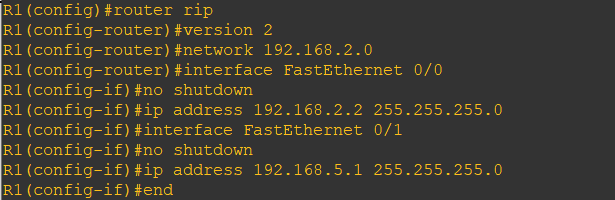 R1(config)#router rip
R1(config-router)#version 2
R1(config-router)#network 192.168.2.0
R1(config-router)#interface FastEthernet 0/0
R1(config-if)#no shutdown
R1(config-if)#ip address 192.168.2.2 255.255.255.0
R1(config-if)#interface FastEthernet 0/1
R1(config-if)#no shutdown
R1(config-if)#ip address 192.168.5.1 255.255.255.0
R1(config-if)#end